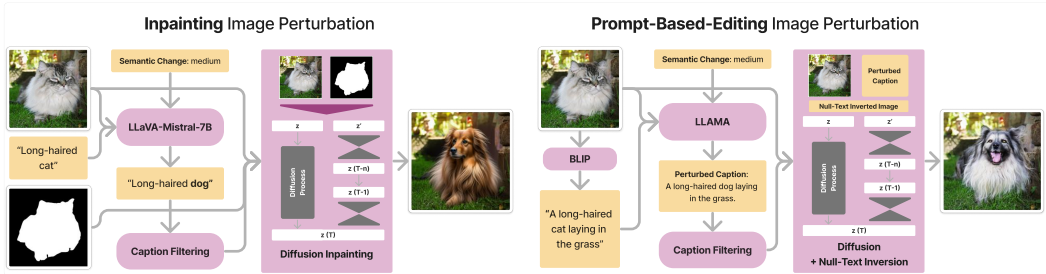 Inpainting Image Perturbation
Semantic Change: medium
LLaVA-Mistral-7B
“Long-haired
cat”
“Long-haired dog”
Caption Filtering
z
z'
Diffusion
Process
z (T-n)
z (T-1)
z (T)
Diffusion Inpainting
Prompt-Based-Editing Image Perturbation
Semantic Change: medium
LLAMA
BLIP
“A long-haired
cat laying in
the grass”
Perturbed Caption:
A long-haired dog laying
in the grass.
Caption Filtering
Perturbed
Caption
Null-Text Inverted Image
z
z'
Diffusion
Process
z (T-n)
z (T-1)
z (T)
Diffusion
+ Null-Text Inversion